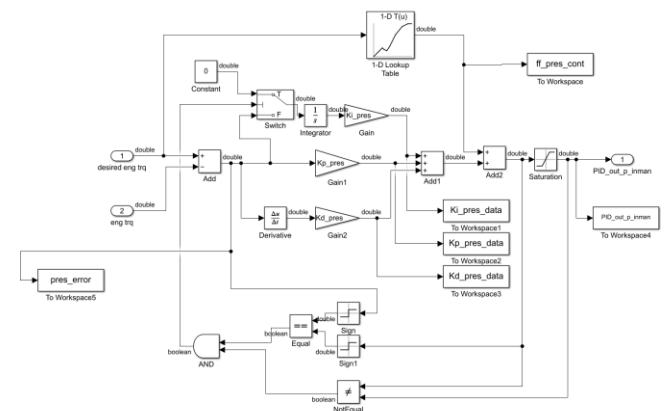 1-D T(u)
double
double
1-D Lookup
Table
ff_pres_cont
To Workspace
0
double
Constant
T
F
double
Switch
1
s
double
Integrator
Ki_pres
double
Gain
1
double
desired eng trq
+
−
double
Add
Kp_pres
double
Gain1
+
+
+
double
Add1
+
+
double
Add2
double
Saturation
1
PID_out_p_inman
2
double
eng trq
Δu
Δt
double
Derivative
Kd_pres
double
Gain2
Ki_pres_data
To Workspace1
Kp_pres_data
To Workspace2
Kd_pres_data
To Workspace3
PID_out_p_inman
To Workspace4
pres_error
To Workspace5
double
Sign
double
Sign1
==
boolean
Equal
boolean
AND
≠
boolean
NotEqual